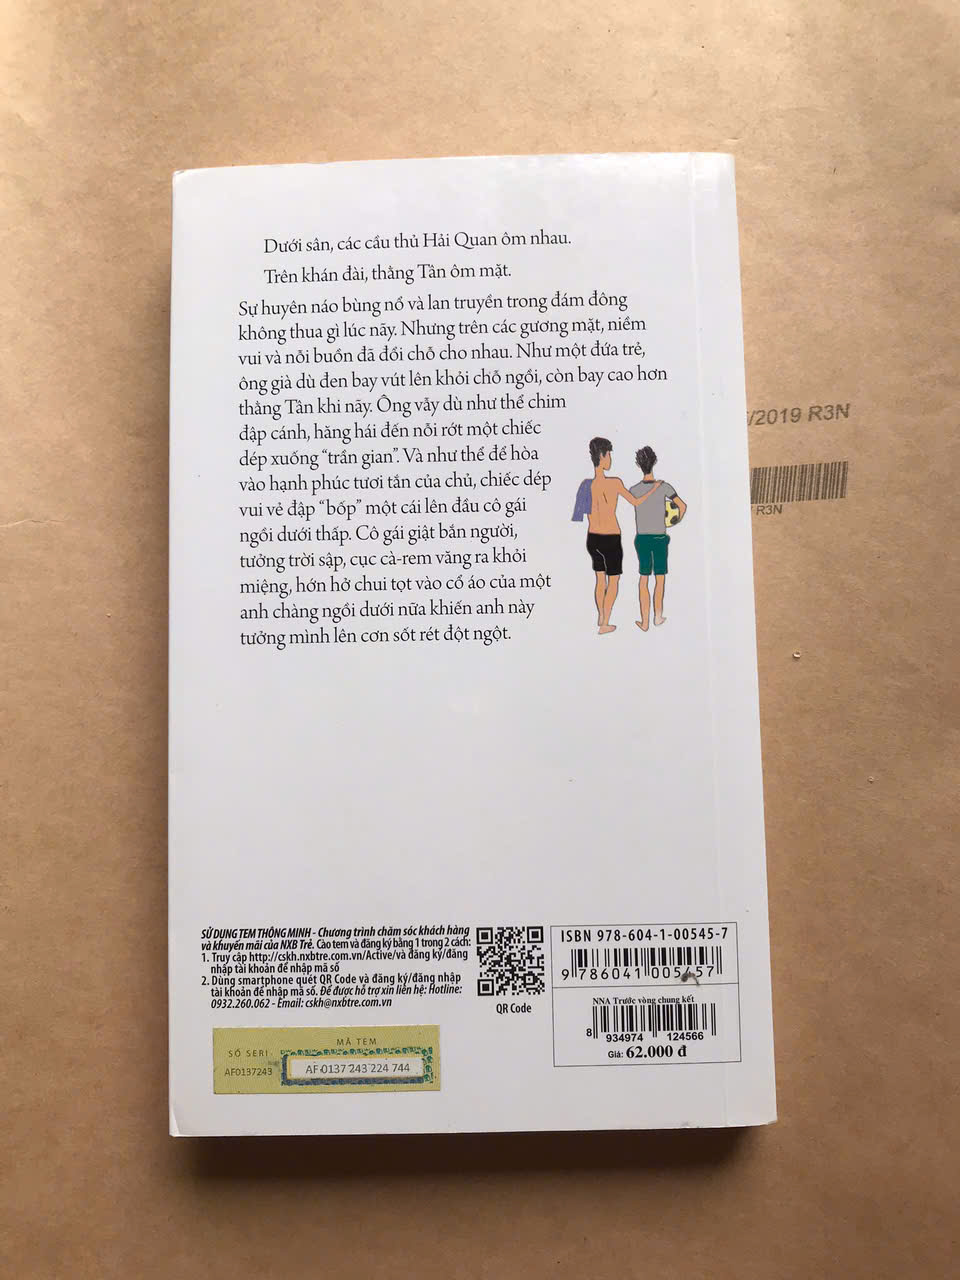 Dưới sân, các cầu thủ Hải Quan ôm nhau.
Trên khán đài, thằng Tân ôm mặt.
Sự huyên náo bùng nổ và lan truyền trong đám đông
không thua gì lúc nãy. Nhưng trên các gương mặt, niềm
vui và nỗi buồn đã đổi chỗ cho nhau. Như một đứa trẻ,
ông già dù đen bay vút lên khỏi chỗ ngồi, còn bay cao hơn
thằng Tân khi nãy. Ông vẫy dù như thể chim
đập cánh, hăng hái đến nỗi rớt một chiếc
dép xuống “trần gian”. Và như thể để hòa
vào hạnh phúc tươi tắn của chủ, chiếc dép
vui vẻ đập “bốp” một cái lên đầu cô gái
ngồi dưới thấp. Cô gái giật bắn người,
tưởng trời sập, cục cà-rem văng ra khỏi
miệng, hớn hở chui tọt vào cổ áo của một
anh chàng ngồi dưới nữa khiến anh này
tưởng mình lên cơn sốt rét đột ngột.
/2019 R3N
/ R3N
SỬ DỤNG TEM THÔNG MINH - Chương trình chăm sóc khách hàng
và khuyến mãi của NXB Trẻ. Cào tem và đăng ký bằng 1 trong 2 cách:
1. Truy cập http://cskh.nxbtre.com.vn/Active/và đăng ký/đăng
nhập tài khoản để nhập mã số
2. Dùng smartphone quét QR Code và đăng ký/đăng nhập
tài khoản để nhập mã số. Để được hỗ trợ xin liên hệ: Hotline:
0932.260.062 - Email: cskh@nxbtre.com.vn
QR Code
ISBN 978-604-1-00545-7
9 786041 005457
NNA Trước vòng chung kết
8 934974 124566
Giá: 62.000 đ
SỐ SERI
AF0137243
MÃ TEM
AF 0137 243 224 744